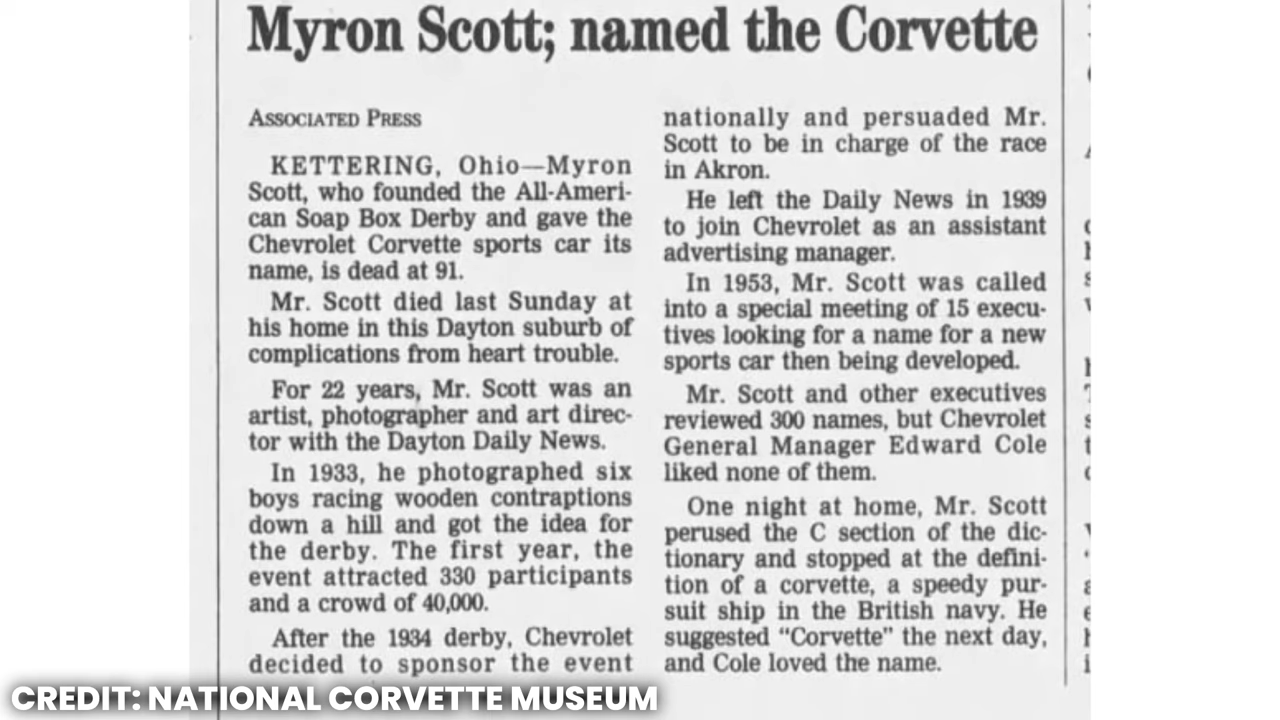 Myron Scott; named the Corvette
ASSOCIATED PRESS
KETTERING, Ohio—Myron
Scott, who founded the All-Ameri-
can Soap Box Derby and gave the
Chevrolet Corvette sports car its
name, is dead at 91.
Mr. Scott died last Sunday at
his home in this Dayton suburb of
complications from heart trouble.
For 22 years, Mr. Scott was an
artist, photographer and art direc-
tor with the Dayton Daily News.
In 1933, he photographed six
boys racing wooden contraptions
down a hill and got the idea for
the derby. The first year, the
event attracted 330 participants
and a crowd of 40,000.
After the 1934 derby, Chevrolet
decided to sponsor the event
nationally and persuaded Mr.
Scott to be in charge of the race
in Akron.
He left the Daily News in 1939
to join Chevrolet as an assistant
advertising manager.
In 1953, Mr. Scott was called
into a special meeting of 15 execu-
tives looking for a name for a new
sports car then being developed.
Mr. Scott and other executives
reviewed 300 names, but Chevrolet
General Manager Edward Cole
liked none of them.
One night at home, Mr. Scott
perused the C section of the dic-
tionary and stopped at the defini-
tion of a corvette, a speedy pur-
suit ship in the British navy. He
suggested “Corvette” the next day,
and Cole loved the name.
CREDIT: NATIONAL CORVETTE MUSEUM